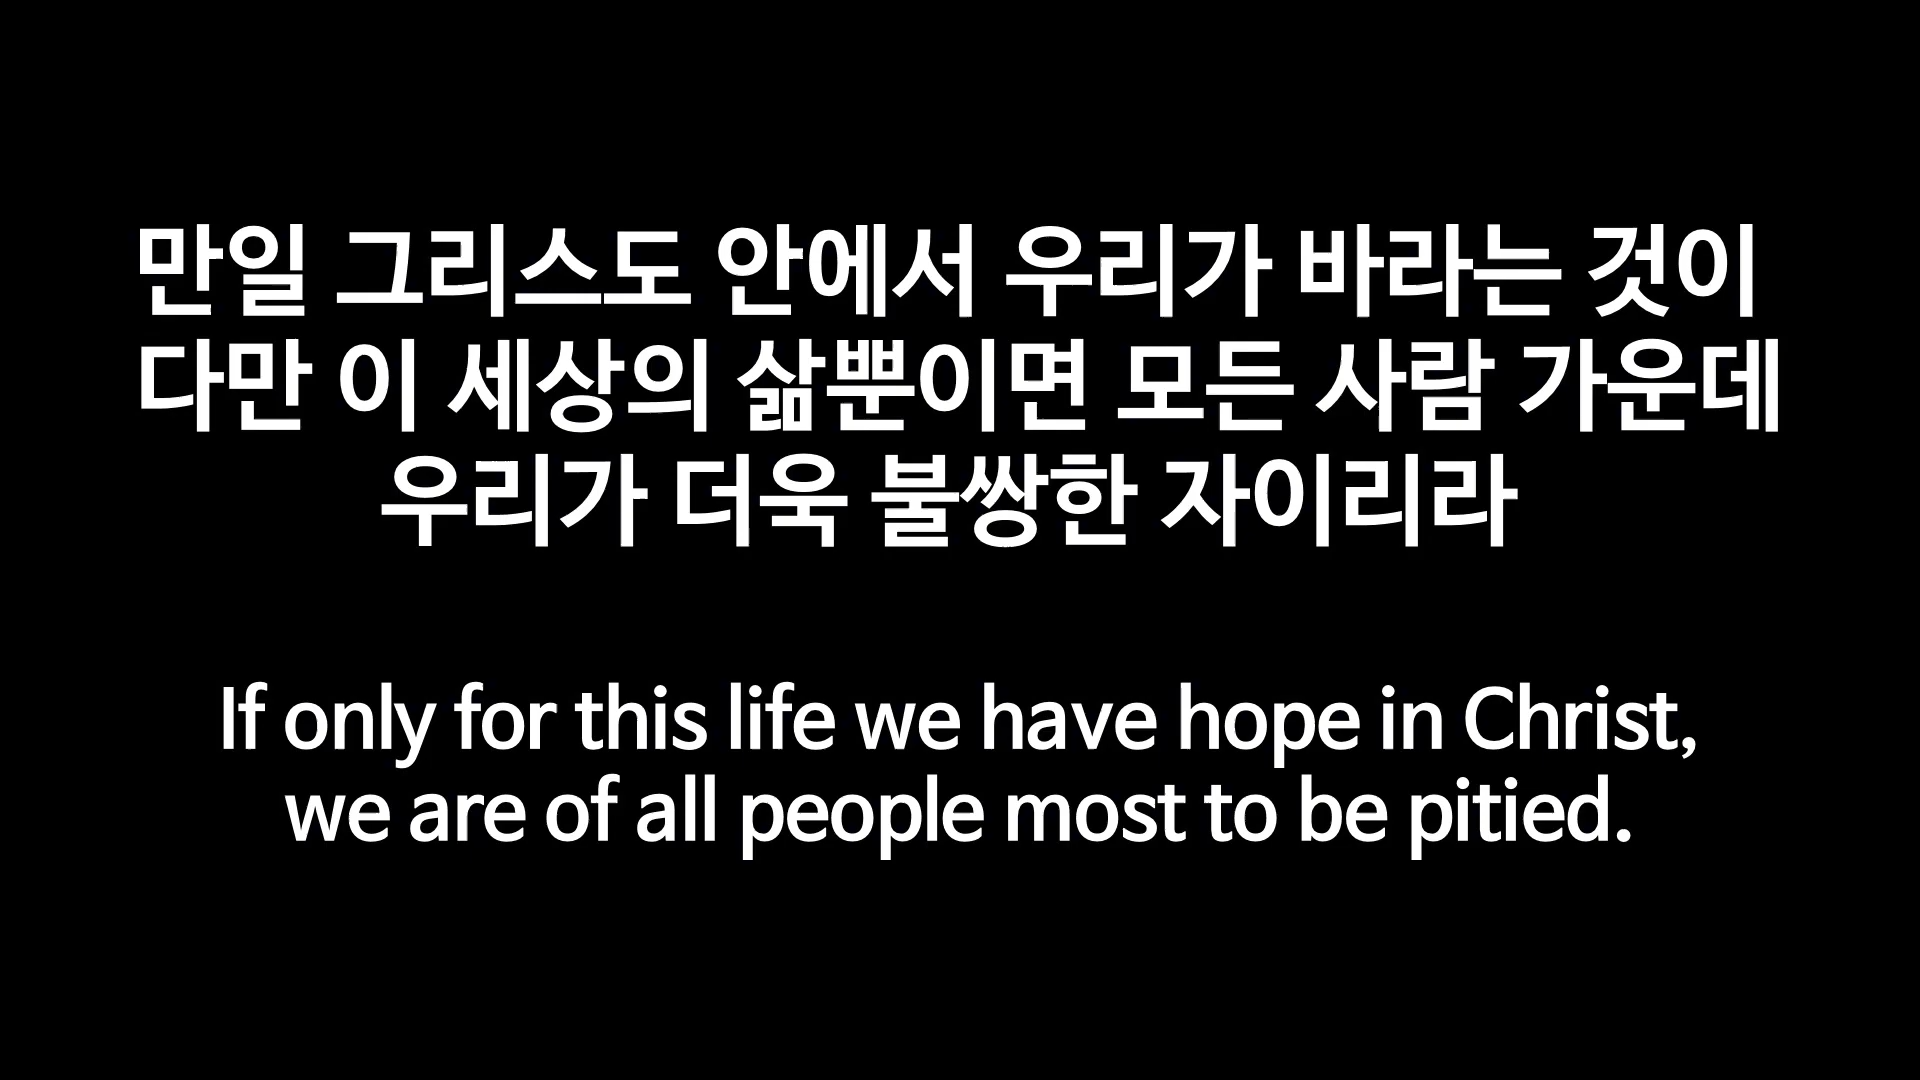 만일 그리스도 안에서 우리가 바라는 것이
다만 이 세상의 삶뿐이면 모든 사람 가운데
우리가 더욱 불쌍한 자이리라
If only for this life we have hope in Christ,
we are of all people most to be pitied.